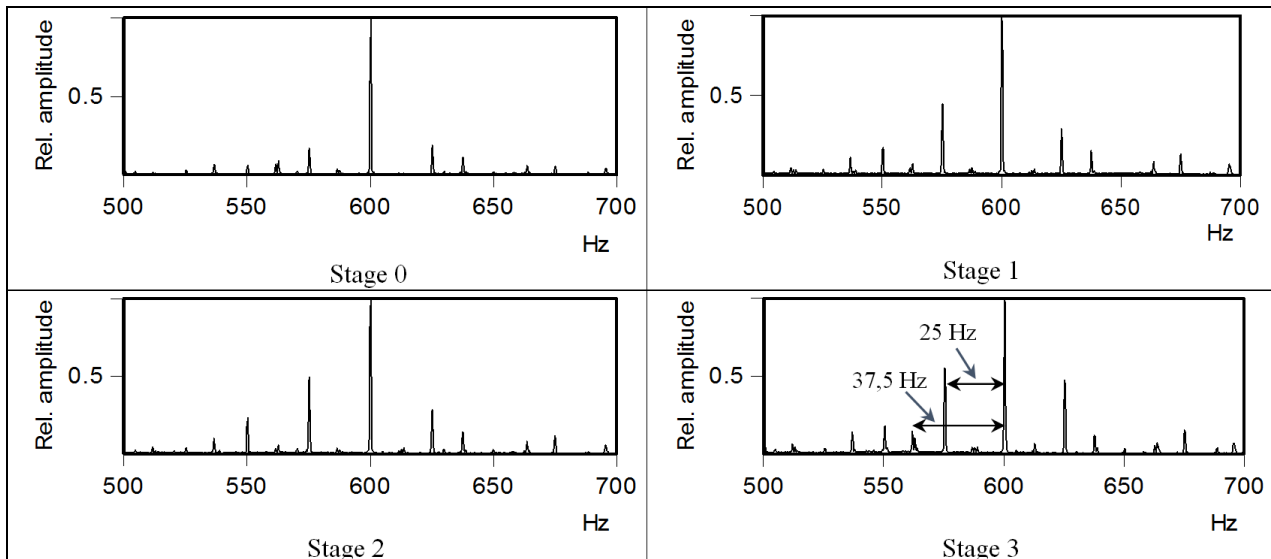 Rel. amplitude
0.5
500 550 600 650 700
Hz
Stage 0
Rel. amplitude
0.5
500 550 600 650 700
Hz
Stage 1
Rel. amplitude
0.5
500 550 600 650 700
Hz
Stage 2
Rel. amplitude
0.5
25 Hz
37,5 Hz
500 550 600 650 700
Hz
Stage 3